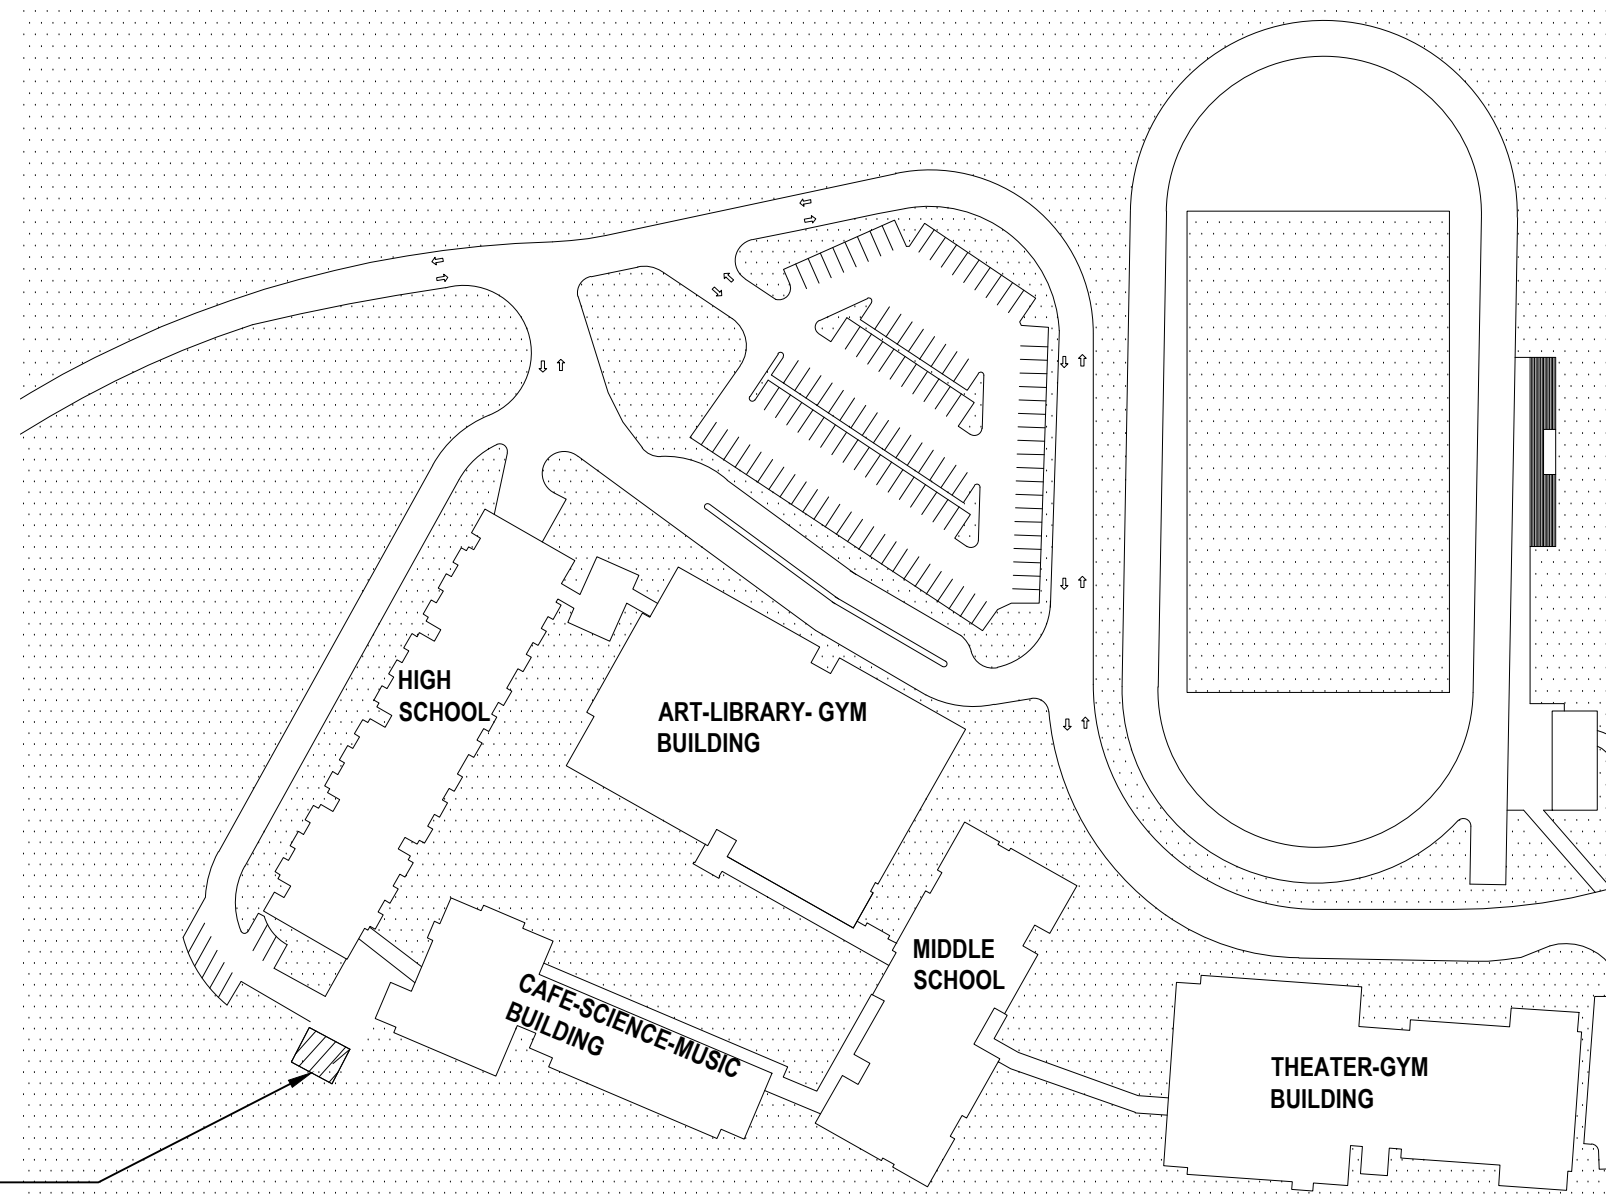 HIGH
SCHOOL
ART-LIBRARY- GYM
BUILDING
MIDDLE
SCHOOL
CAFE-SCIENCE-MUSIC
BUILDING
THEATER-GYM
BUILDING